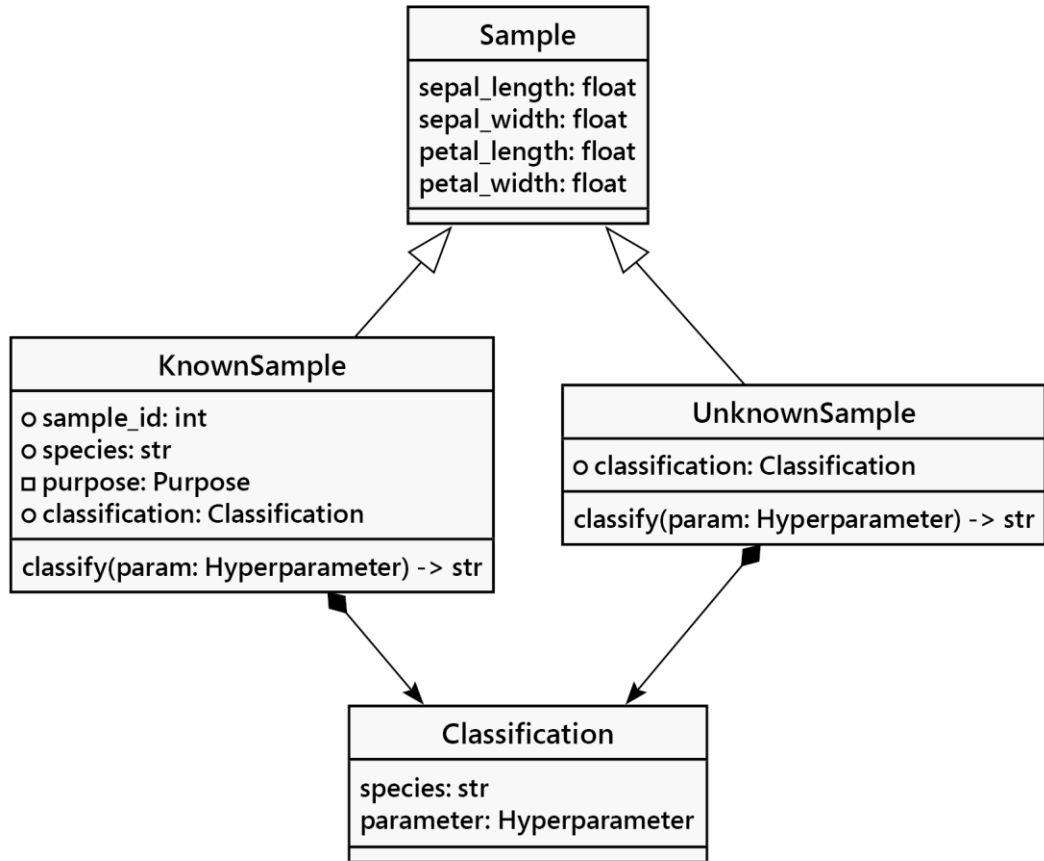 Sample
sepal_length: float
sepal_width: float
petal_length: float
petal_width: float
KnownSample
sample_id: int
species: str
purpose: Purpose
classification: Classification
classify(param: Hyperparameter) -> str
UnknownSample
classification: Classification
classify(param: Hyperparameter) -> str
Classification
species: str
parameter: Hyperparameter